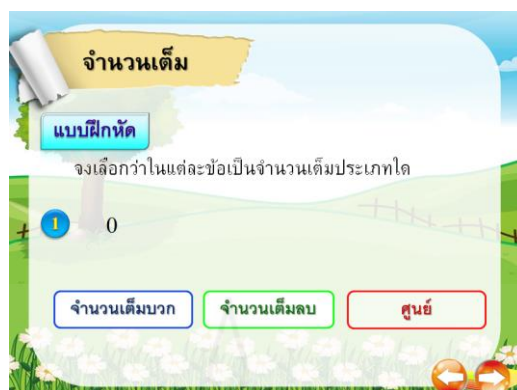 จำนวนเต็ม
แบบฝึกหัด
จงเลือกว่าในแต่ละข้อเป็นจำนวนเต็มประเภทใด
1 0
จำนวนเต็มบวก จำนวนเต็มลบ ศูนย์